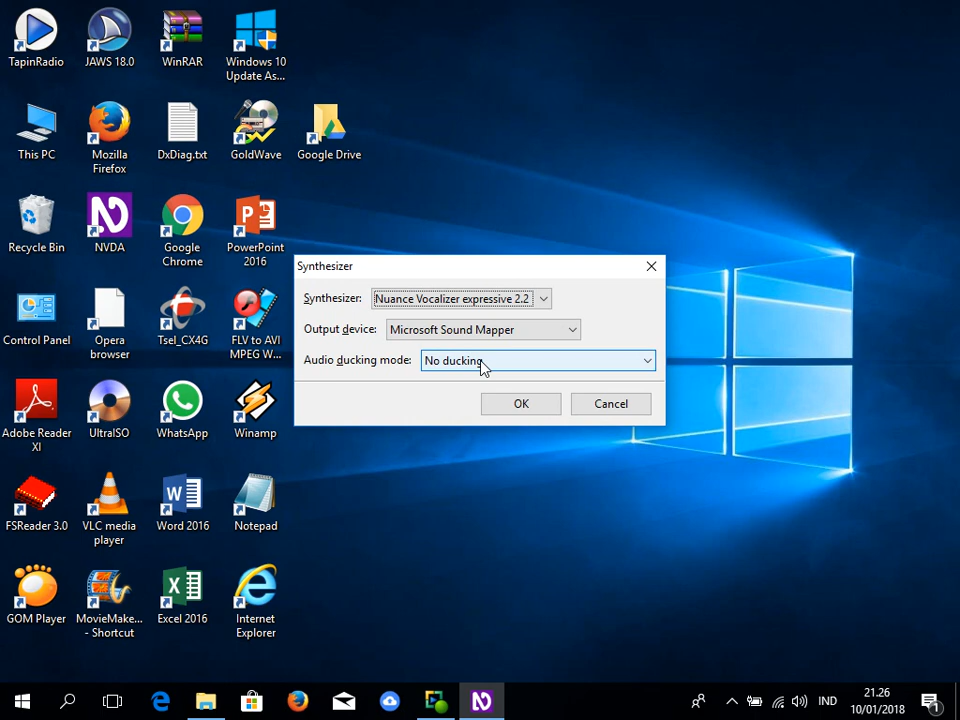 TapinRadio
JAWS 18.0
WinRAR
Windows 10
Update As...
This PC
Mozilla
Firefox
DxDiag.txt
GoldWave
Google Drive
Recycle Bin
NVDA
Google
Chrome
PowerPoint
2016
Control Panel
Opera
browser
Tsel_CX4G
FLV to AVI
MPEG W...
Adobe Reader
XI
UltraISO
WhatsApp
Winamp
FSReader 3.0
VLC media
player
Word 2016
Notepad
GOM Player
MovieMake...
- Shortcut
Excel 2016
Internet
Explorer
Synthesizer
Synthesizer: Nuance Vocalizer expressive 2.2
Output device: Microsoft Sound Mapper
Audio ducking mode: No ducking
OK Cancel
IND
21.26
10/01/2018
1